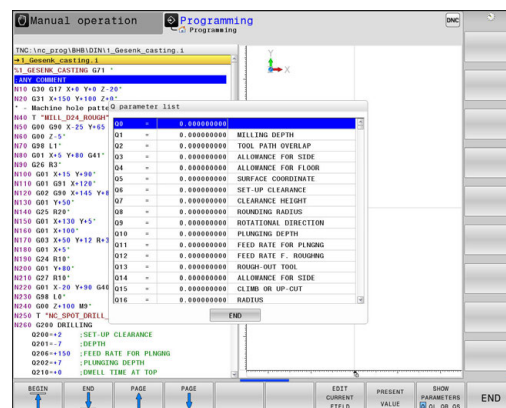 Manual operation
Programming
Programming
DNC
TNC:\nc_prog\BHB\DIN\1_Gesenk_casting.i
→1_Gesenk_casting.i
%1_GESENK_CASTING G71 *
;ANY COMMENT
N10 G30 G17 X+0 Y+0 Z-20*
N20 G31 X+150 Y+100 Z+0*
* - Machine hole patte
N40 T "MILL_D24_ROUGH"
N50 G00 G90 X-25 Y+65
N60 G00 Z-5*
N70 G98 L1*
N80 G01 X+5 Y+80 G41*
N90 G26 R3*
N100 G01 X+15 Y+90*
N110 G01 G91 X+120*
N120 G02 G90 X+145 Y+8
N130 G01 Y+50*
N140 G25 R20*
N150 G01 X+130 Y+5*
N160 G01 X+100*
N170 G03 X+50 Y+12 R+3
N180 G01 X+5*
N190 G24 R10*
N200 G01 Y+80*
N210 G27 R10*
N220 G01 X-20 Y+90 G40
N230 G98 L0*
N240 G00 Z+100 M9*
N250 T "NC_SPOT_DRILL_
N260 G200 DRILLING
Q200=+2 ;SET-UP CLEARANCE
Q201=-7 ;DEPTH
Q206=+150 ;FEED RATE FOR PLNGNG
Q202=+7 ;PLUNGING DEPTH
Q210=+0 ;DWELL TIME AT TOP
Y
X
Q parameter list
Q0 = 0.000000000
Q1 = 0.000000000 MILLING DEPTH
Q2 = 0.000000000 TOOL PATH OVERLAP
Q3 = 0.000000000 ALLOWANCE FOR SIDE
Q4 = 0.000000000 ALLOWANCE FOR FLOOR
Q5 = 0.000000000 SURFACE COORDINATE
Q6 = 0.000000000 SET-UP CLEARANCE
Q7 = 0.000000000 CLEARANCE HEIGHT
Q8 = 0.000000000 ROUNDING RADIUS
Q9 = 0.000000000 ROTATIONAL DIRECTION
Q10 = 0.000000000 PLUNGING DEPTH
Q11 = 0.000000000 FEED RATE FOR PLNGNG
Q12 = 0.000000000 FEED RATE F. ROUGHNG
Q13 = 0.000000000 ROUGH-OUT TOOL
Q14 = 0.000000000 ALLOWANCE FOR SIDE
Q15 = 0.000000000 CLIMB OR UP-CUT
Q16 = 0.000000000 RADIUS
END
BEGIN
END
PAGE
PAGE
EDIT
CURRENT
FIELD
PRESENT
VALUE
SHOW
PARAMETERS
Q QL QR QS
END